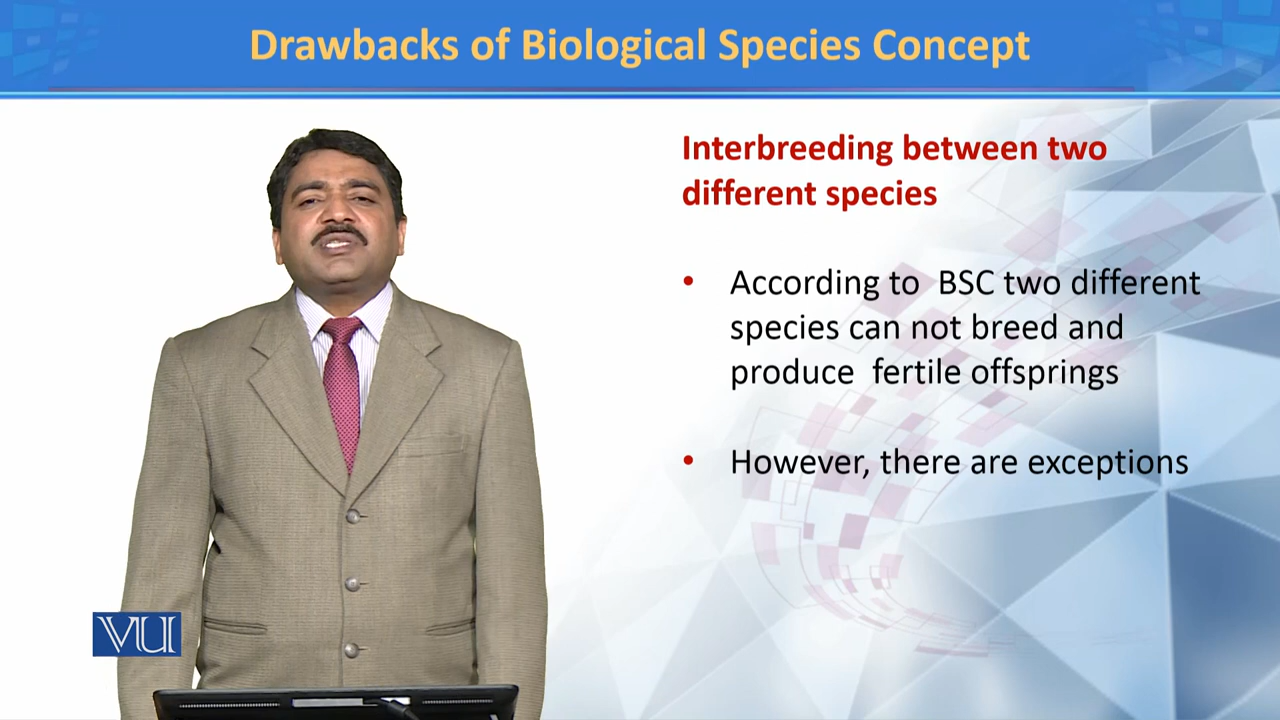 Drawbacks of Biological Species Concept
Interbreeding between two
different species
• According to BSC two different
species can not breed and
produce fertile offsprings
• However, there are exceptions
VU